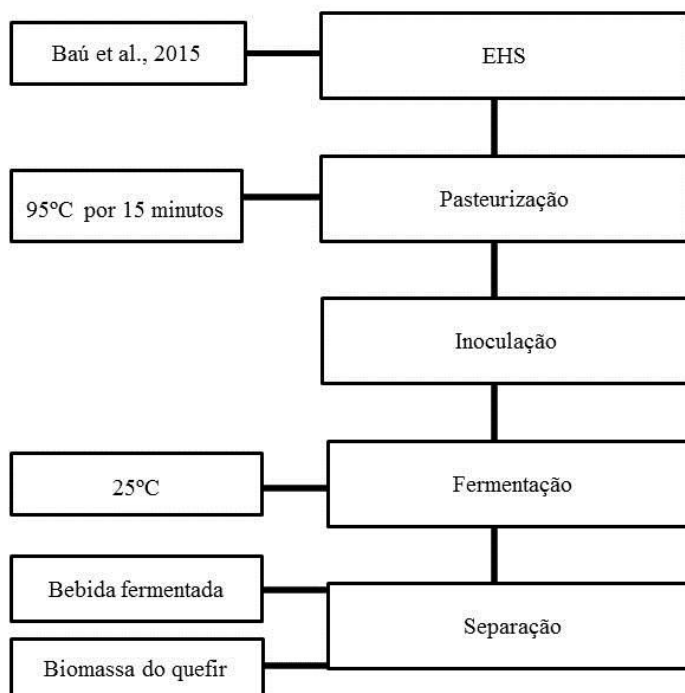 Baú et al., 2015
EHS
95ºC por 15 minutos
Pasteurização
Inoculação
25ºC
Fermentação
Bebida fermentada
Separação
Biomassa do quefir